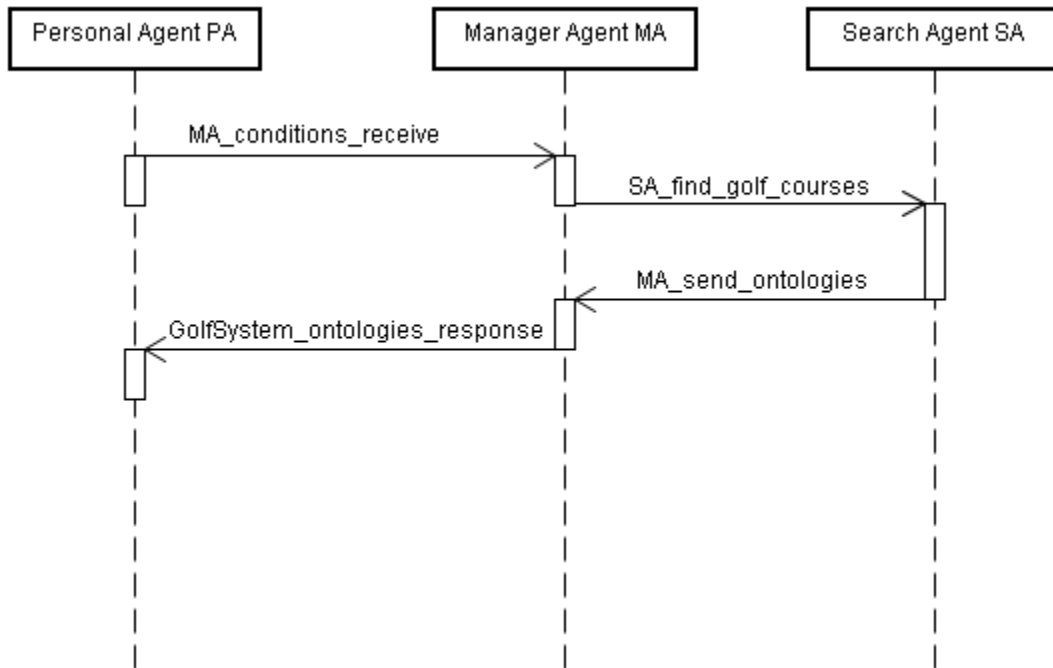 Personal Agent PA
Manager Agent MA
Search Agent SA
MA_conditions_receive
SA_find_golf_courses
MA_send_ontologies
GolfSystem_ontologies_response